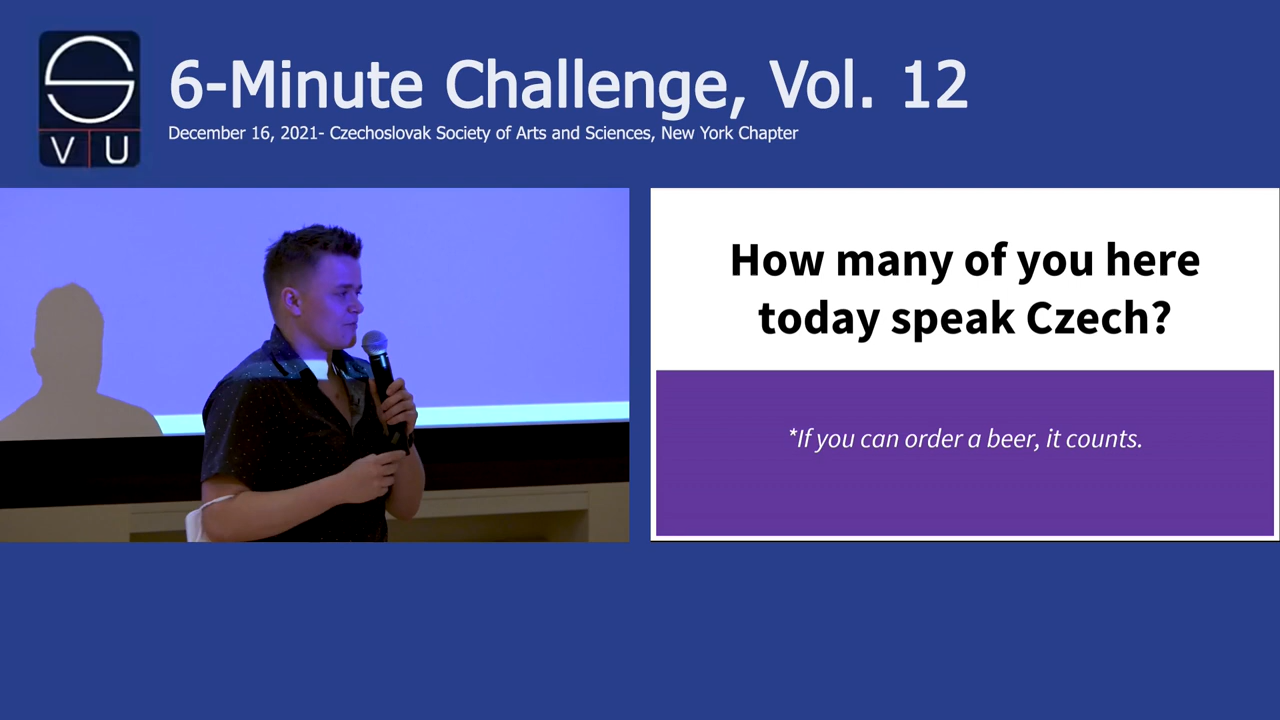 S
V U
6-Minute Challenge, Vol. 12
December 16, 2021- Czechoslovak Society of Arts and Sciences, New York Chapter
How many of you here
today speak Czech?
*If you can order a beer, it counts.